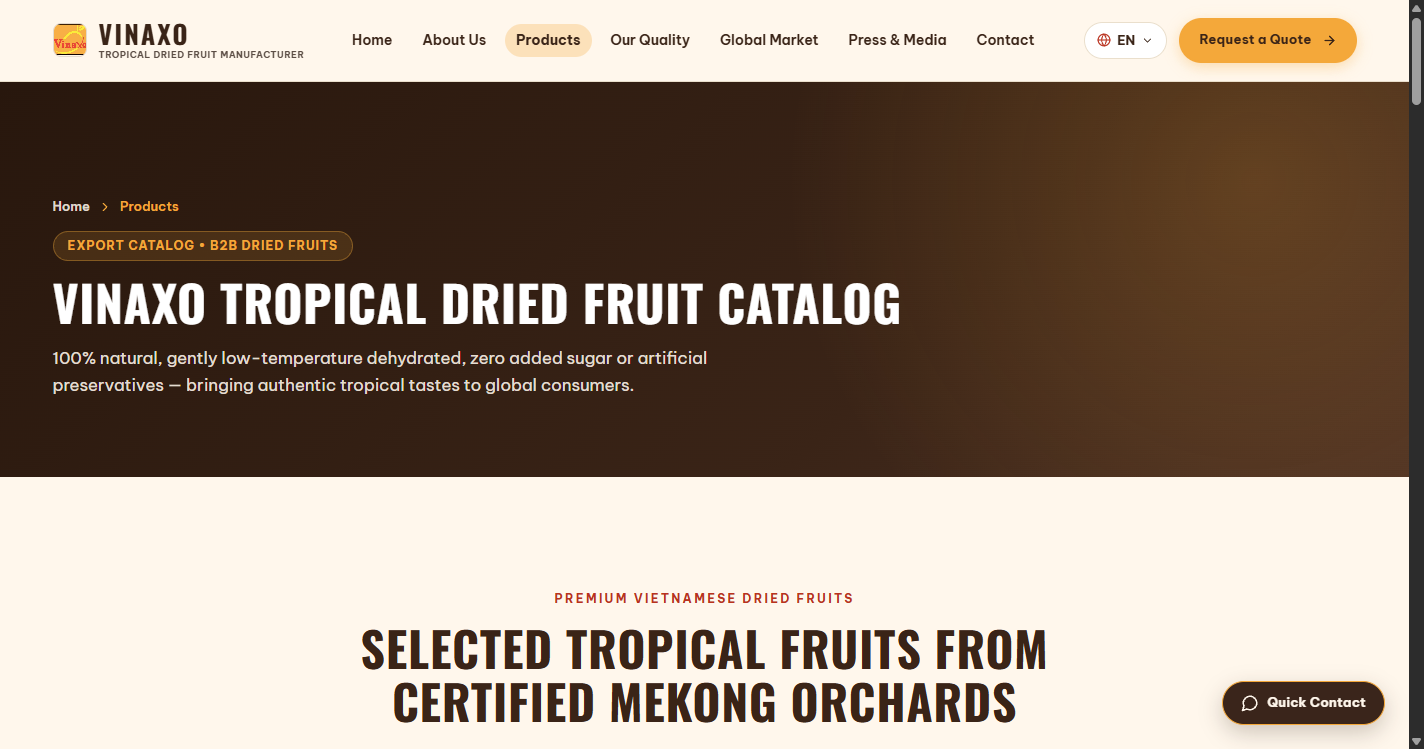 Vinaxo
VINAXO
TROPICAL DRIED FRUIT MANUFACTURER
Home
About Us
Products
Our Quality
Global Market
Press & Media
Contact
EN
Request a Quote
Home
Products
EXPORT CATALOG • B2B DRIED FRUITS
VINAXO TROPICAL DRIED FRUIT CATALOG
100% natural, gently low-temperature dehydrated, zero added sugar or artificial
preservatives — bringing authentic tropical tastes to global consumers.
PREMIUM VIETNAMESE DRIED FRUITS
SELECTED TROPICAL FRUITS FROM
CERTIFIED MEKONG ORCHARDS
Quick Contact